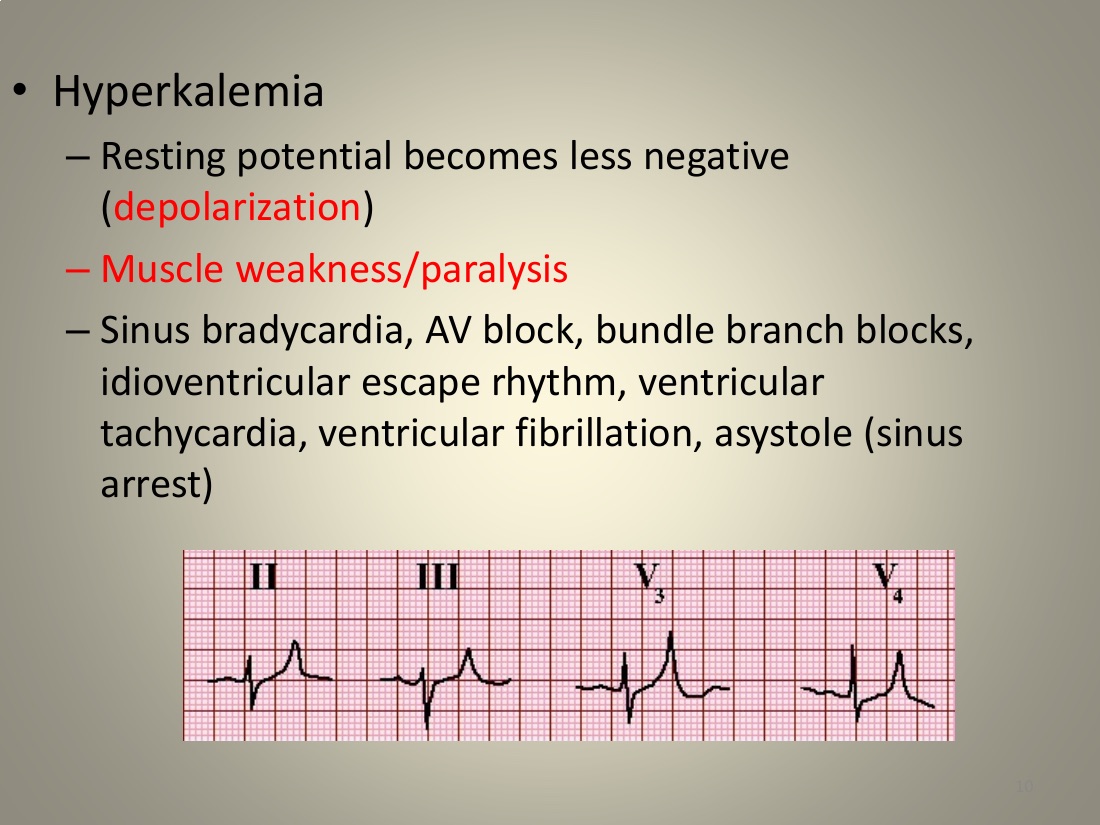 • Hyperkalemia
– Resting potential becomes less negative
(depolarization)
– Muscle weakness/paralysis
– Sinus bradycardia, AV block, bundle branch blocks,
idioventricular escape rhythm, ventricular
tachycardia, ventricular fibrillation, asystole (sinus
arrest)
II III V3 V4
10